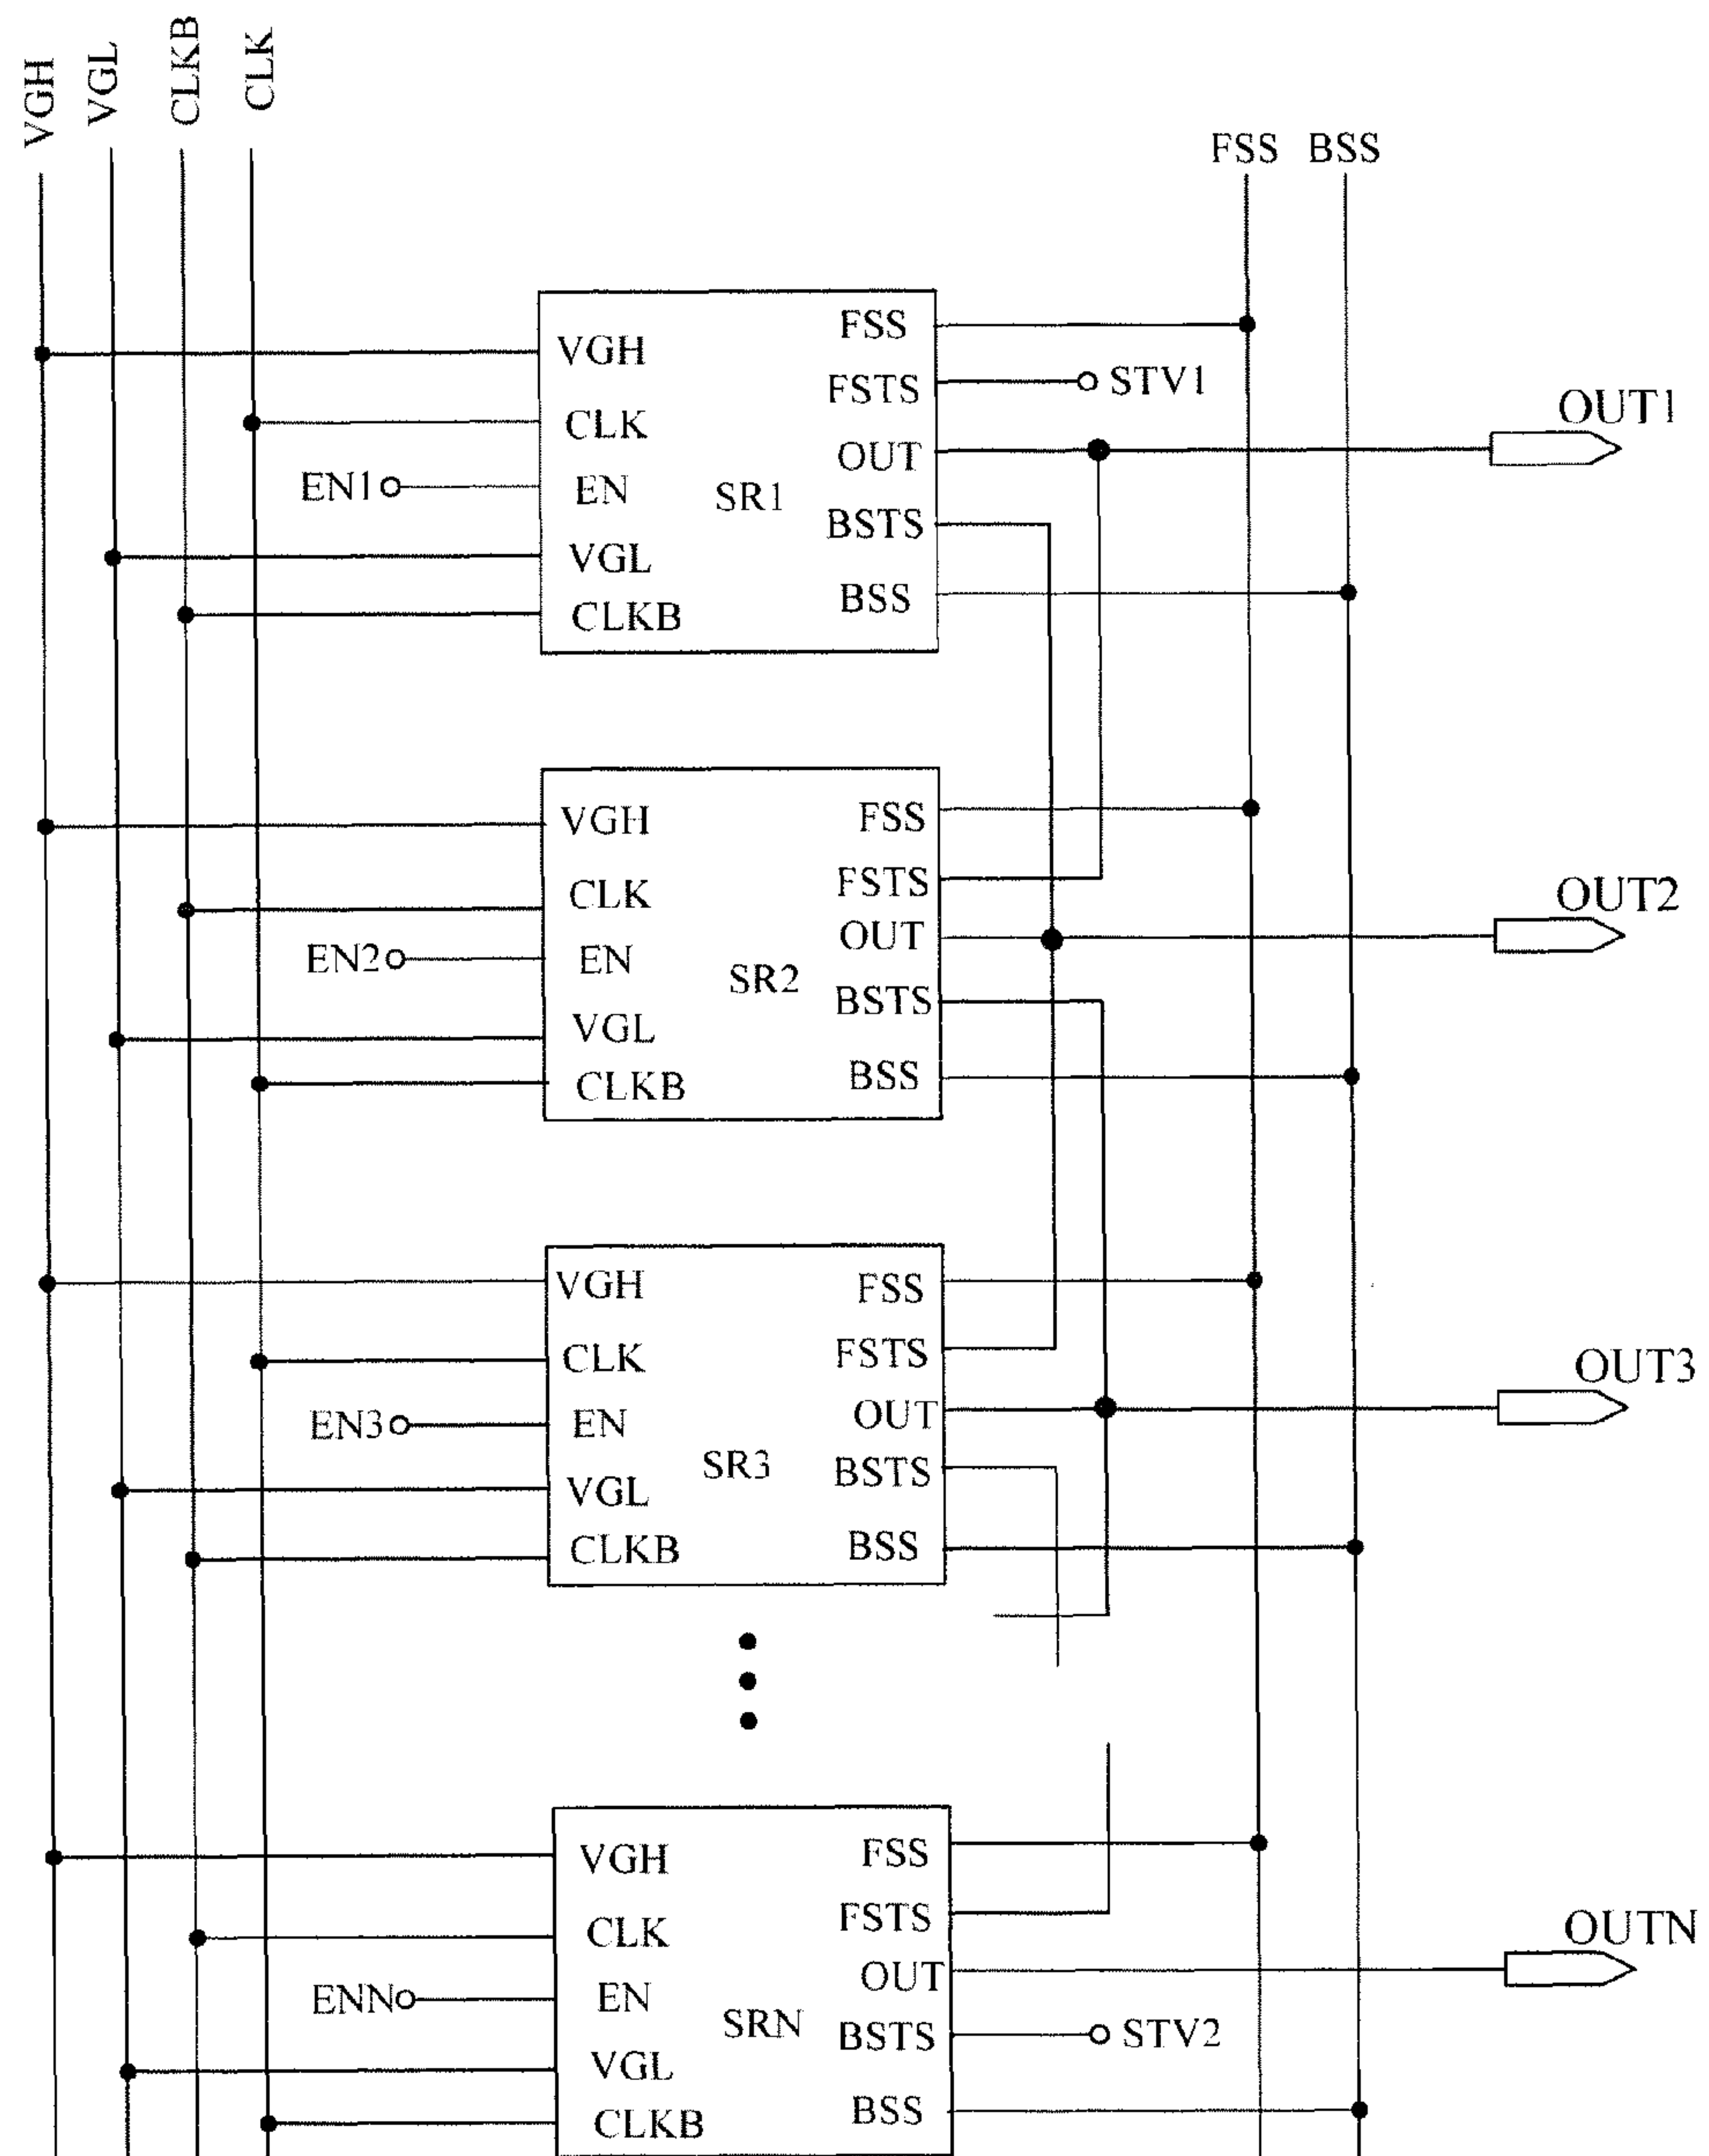 VGH
VGL
CLKB
CLK
FSS BSS
VGH
CLK
EN1
EN
VGL
CLKB
SR1
FSS
FSTS
STV1
OUT
OUT1
BSTS
BSS
VGH
CLK
EN2
EN
VGL
CLKB
SR2
FSS
FSTS
OUT
OUT2
BSTS
BSS
VGH
CLK
EN3
EN
VGL
CLKB
SR3
FSS
FSTS
OUT
OUT3
BSTS
BSS
VGH
CLK
ENN
EN
VGL
CLKB
SRN
FSS
FSTS
OUT
OUTN
BSTS
STV2
BSS